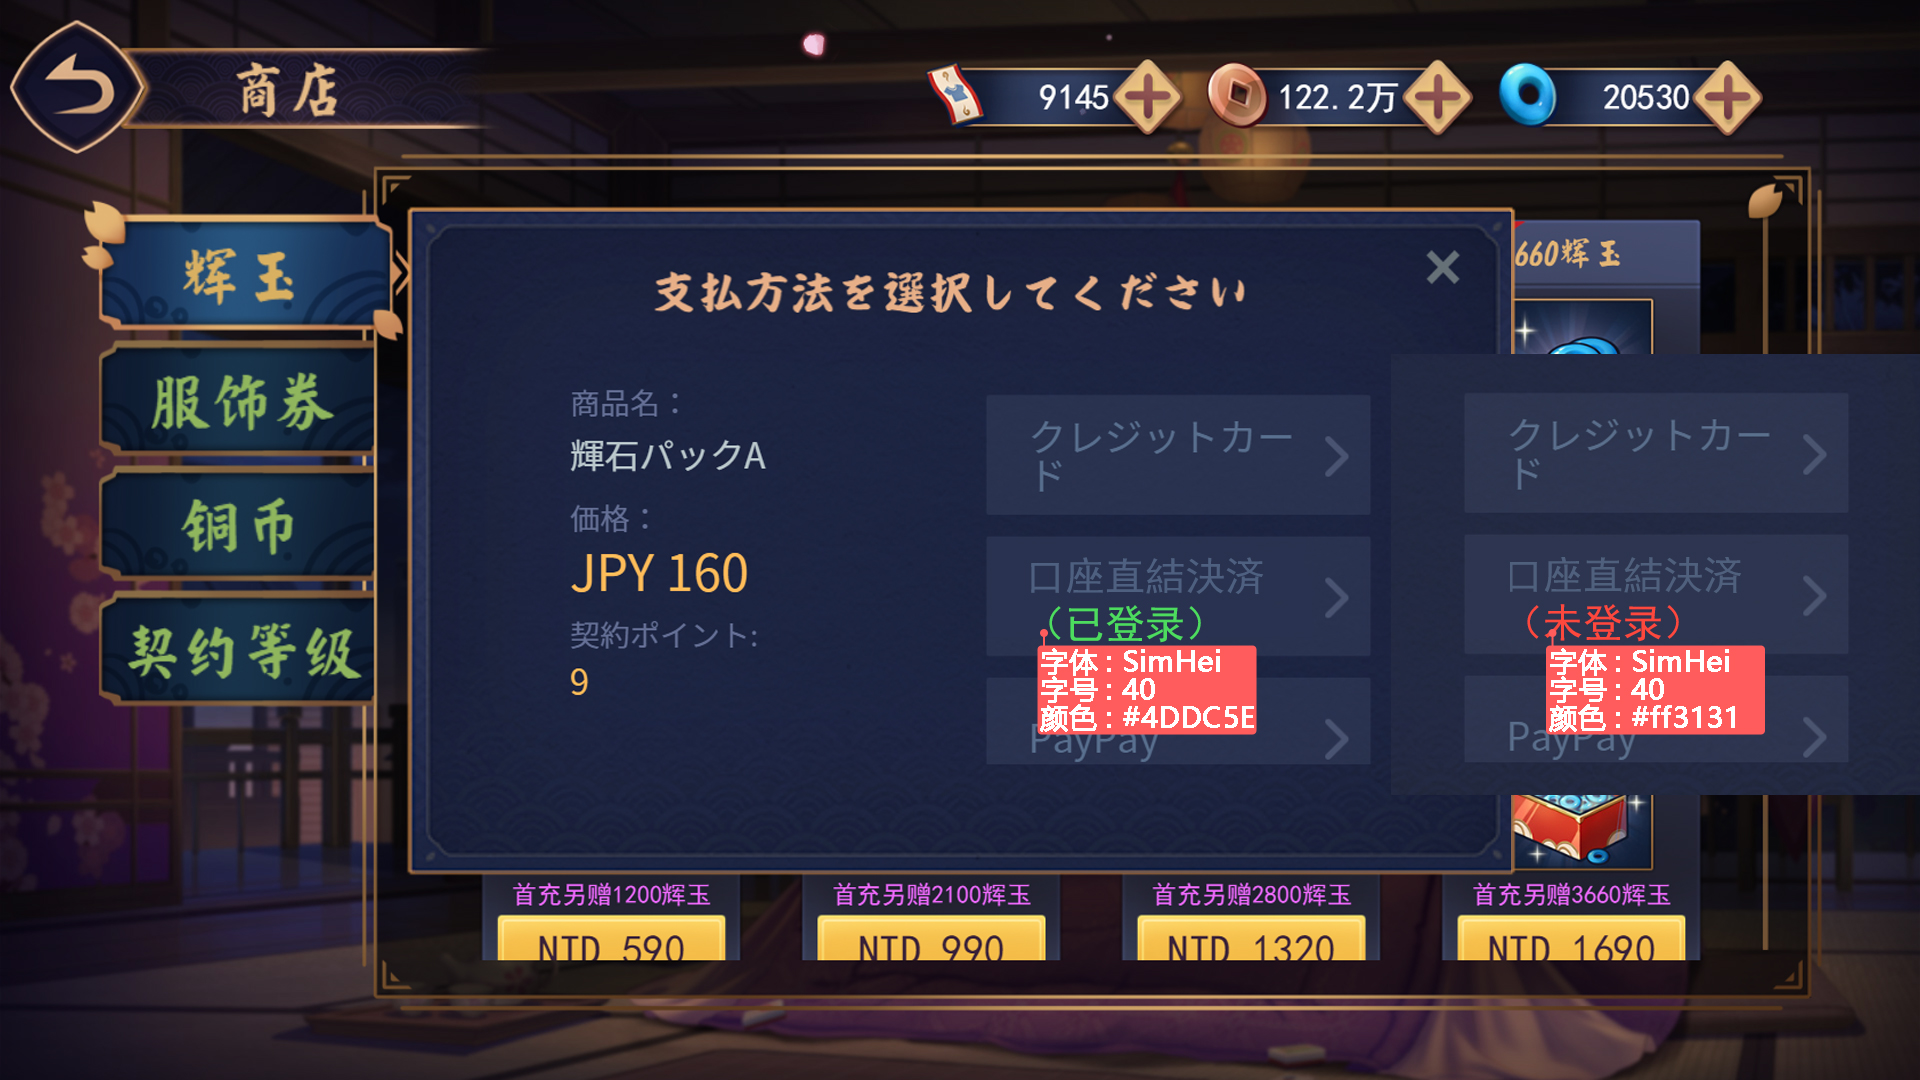 商店
9145
122.2万
20530
辉玉
服饰券
铜币
契约等级
660辉玉
支払方法を選択してください
商品名：
輝石パックA
価格：
JPY 160
契約ポイント:
9
クレジットカー
ド
口座直結決済
（已登录）
字体：SimHei
字号：40
颜色：#4DDC5E
PayPay
クレジットカー
ド
口座直結決済
（未登录）
字体：SimHei
字号：40
颜色：#ff3131
PayPay
首充另赠1200辉玉
NTD 590
首充另赠2100辉玉
NTD 990
首充另赠2800辉玉
NTD 1320
首充另赠3660辉玉
NTD 1690